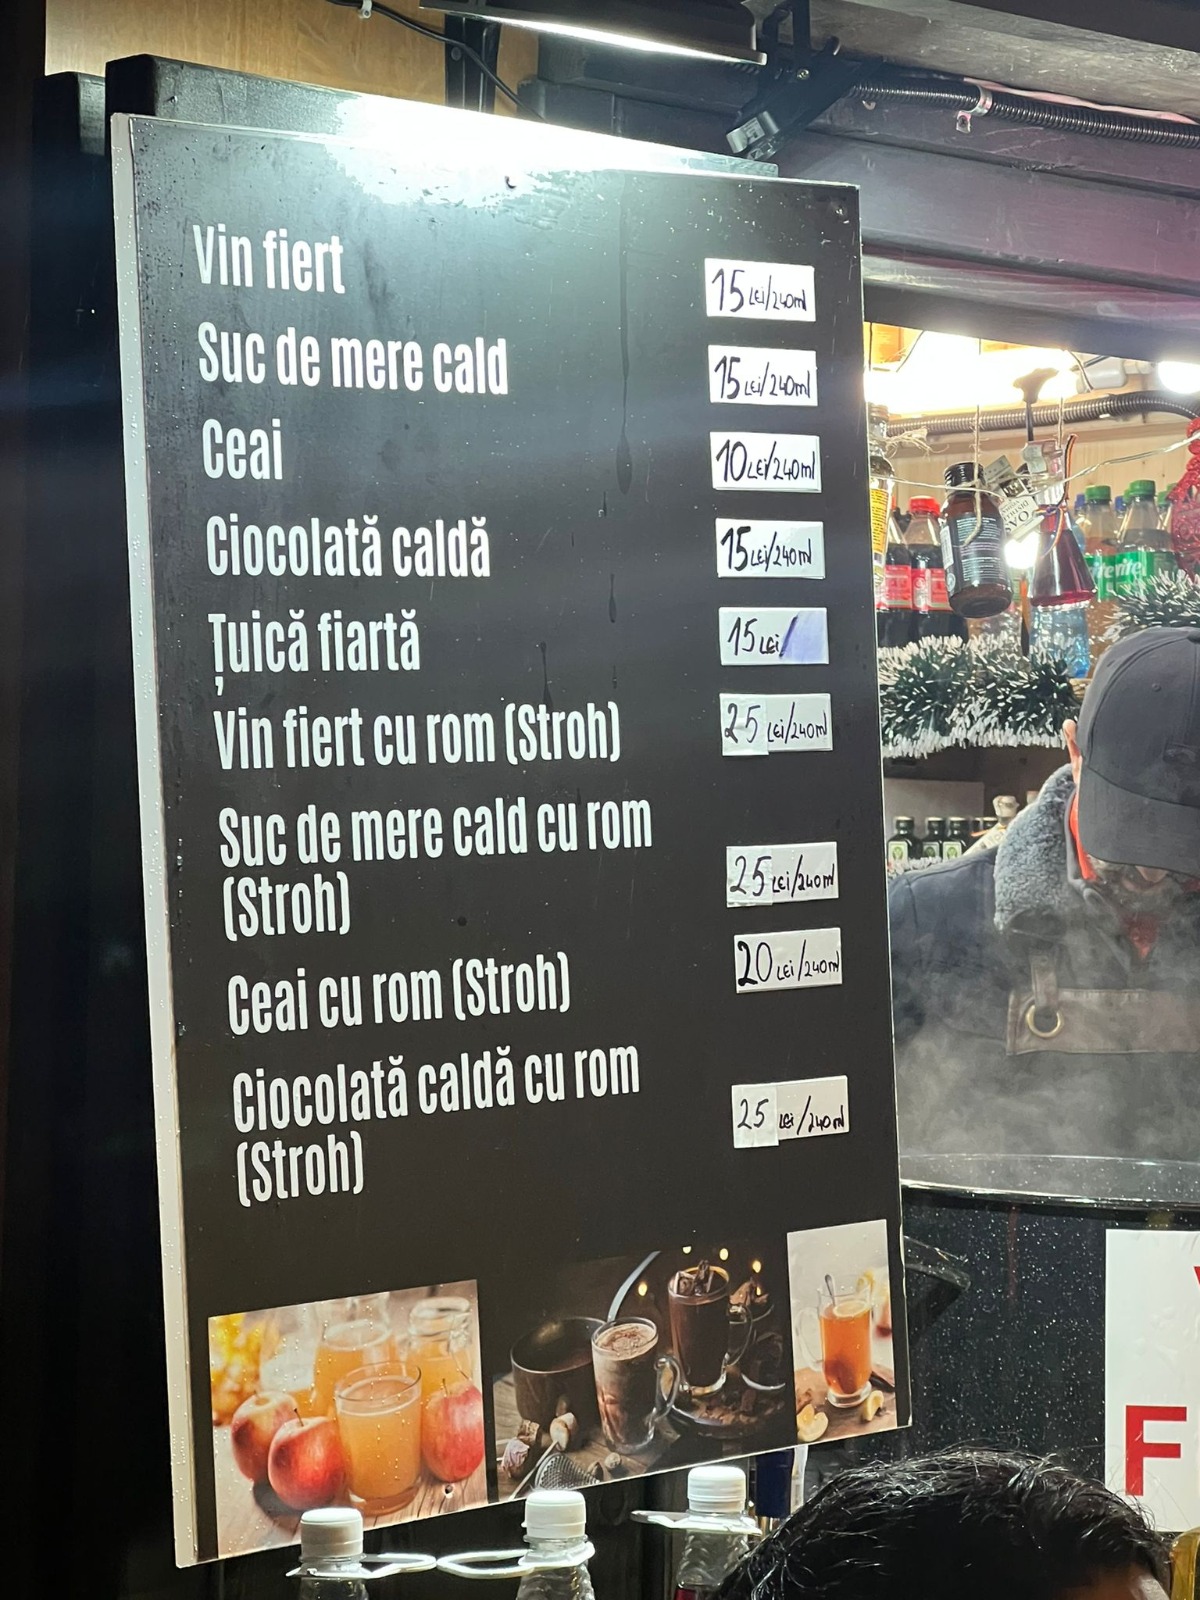 Vin fiert 15 LEI/240ml
Suc de mere cald 15 LEI/240ml
Ceai 10 LEI/240ml
Ciocolată caldă 15 LEI/240ml
Țuică fiartă 15 LEI/
Vin fiert cu rom (Stroh) 25 LEI/240ml
Suc de mere cald cu rom
(Stroh) 25 LEI/240ml
Ceai cu rom (Stroh) 20 LEI/240ml
Ciocolată caldă cu rom
(Stroh) 25 LEI/240ml
F